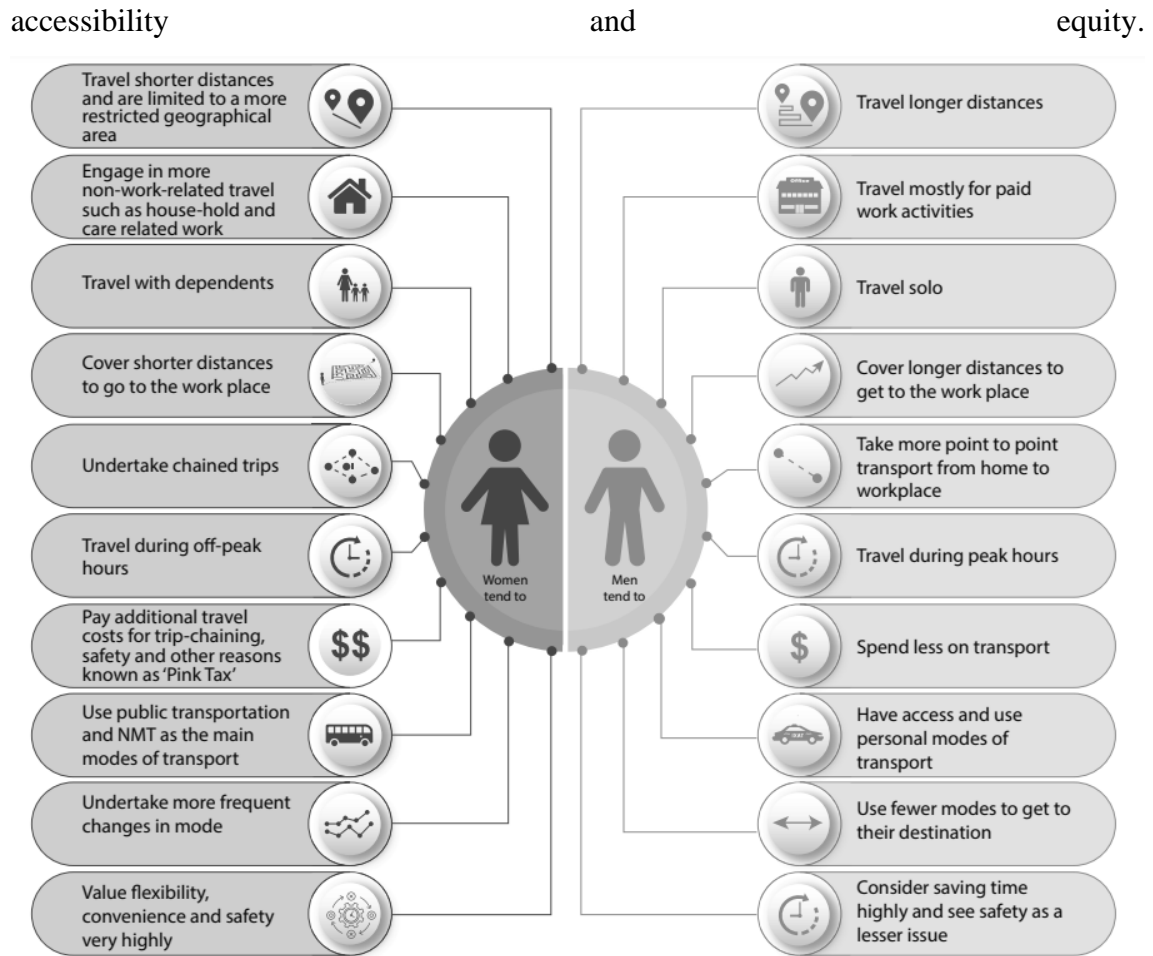 accessibility and equity.
Travel shorter distances
and are limited to a more
restricted geographical
area
Engage in more
non-work-related travel
such as house-hold and
care related work
Travel with dependents
Cover shorter distances
to go to the work place
Undertake chained trips
Travel during off-peak
hours
Pay additional travel
costs for trip-chaining,
safety and other reasons
known as ‘Pink Tax’
Use public transportation
and NMT as the main
modes of transport
Undertake more frequent
changes in mode
Value flexibility,
convenience and safety
very highly
$$
Women
tend to
Men
tend to
Travel longer distances
Office
Travel mostly for paid
work activities
Travel solo
Cover longer distances to
get to the work place
Take more point to point
transport from home to
workplace
Travel during peak hours
$
Spend less on transport
Have access and use
personal modes of
transport
TAXI
Use fewer modes to get to
their destination
Consider saving time
highly and see safety as a
lesser issue